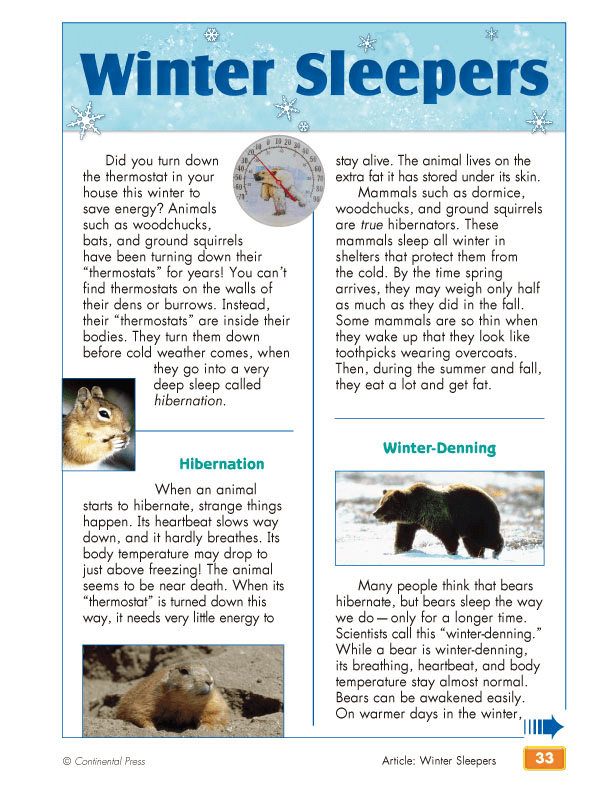 Winter Sleepers
Did you turn down
the thermostat in your
house this winter to
save energy? Animals
such as woodchucks,
bats, and ground squirrels
have been turning down their
“thermostats” for years! You can’t
find thermostats on the walls of
their dens or burrows. Instead,
their “thermostats” are inside their
bodies. They turn them down
before cold weather comes, when
they go into a very
deep sleep called
hibernation.
Hibernation
When an animal
starts to hibernate, strange things
happen. Its heartbeat slows way
down, and it hardly breathes. Its
body temperature may drop to
just above freezing! The animal
seems to be near death. When its
“thermostat” is turned down this
way, it needs very little energy to
stay alive. The animal lives on the
extra fat it has stored under its skin.
Mammals such as dormice,
woodchucks, and ground squirrels
are true hibernators. These
mammals sleep all winter in
shelters that protect them from
the cold. By the time spring
arrives, they may weigh only half
as much as they did in the fall.
Some mammals are so thin when
they wake up that they look like
toothpicks wearing overcoats.
Then, during the summer and fall,
they eat a lot and get fat.
Winter-Denning
Many people think that bears
hibernate, but bears sleep the way
we do—only for a longer time.
Scientists call this “winter-denning.”
While a bear is winter-denning,
its breathing, heartbeat, and body
temperature stay almost normal.
Bears can be awakened easily.
On warmer days in the winter,
© Continental Press
Article: Winter Sleepers
33